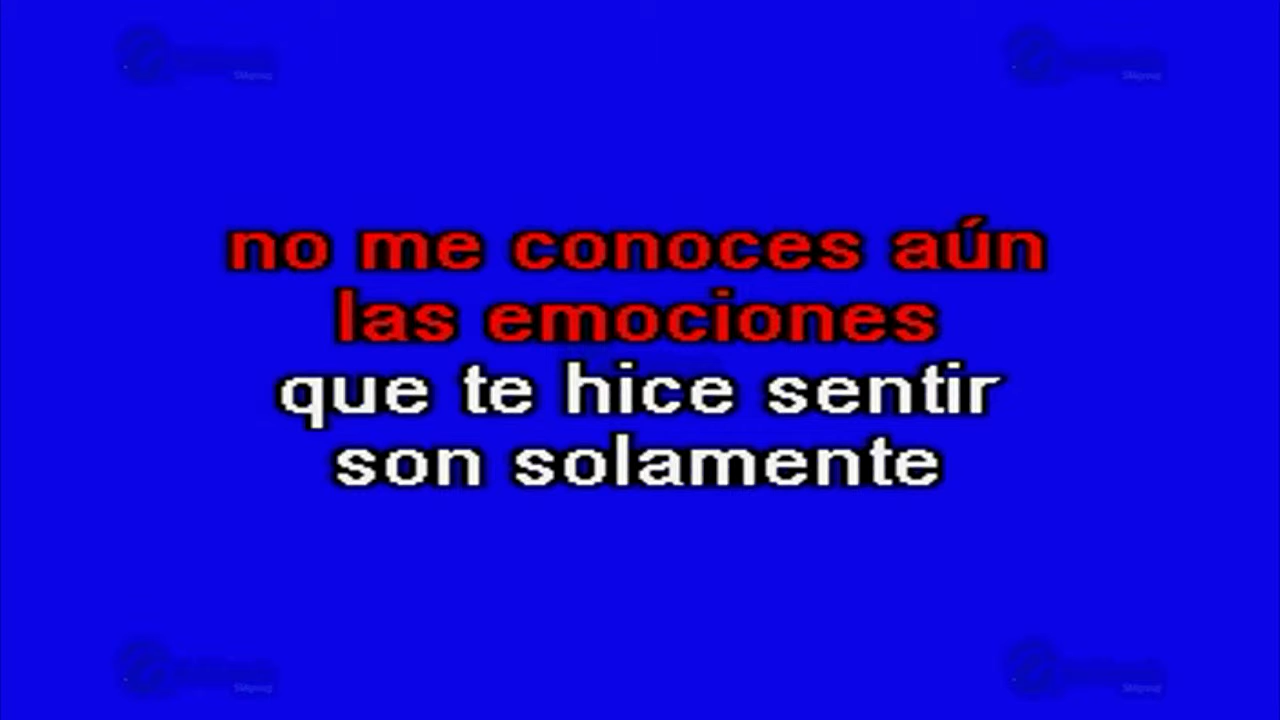 no me conoces aún
las emociones
que te hice sentir
son solamente